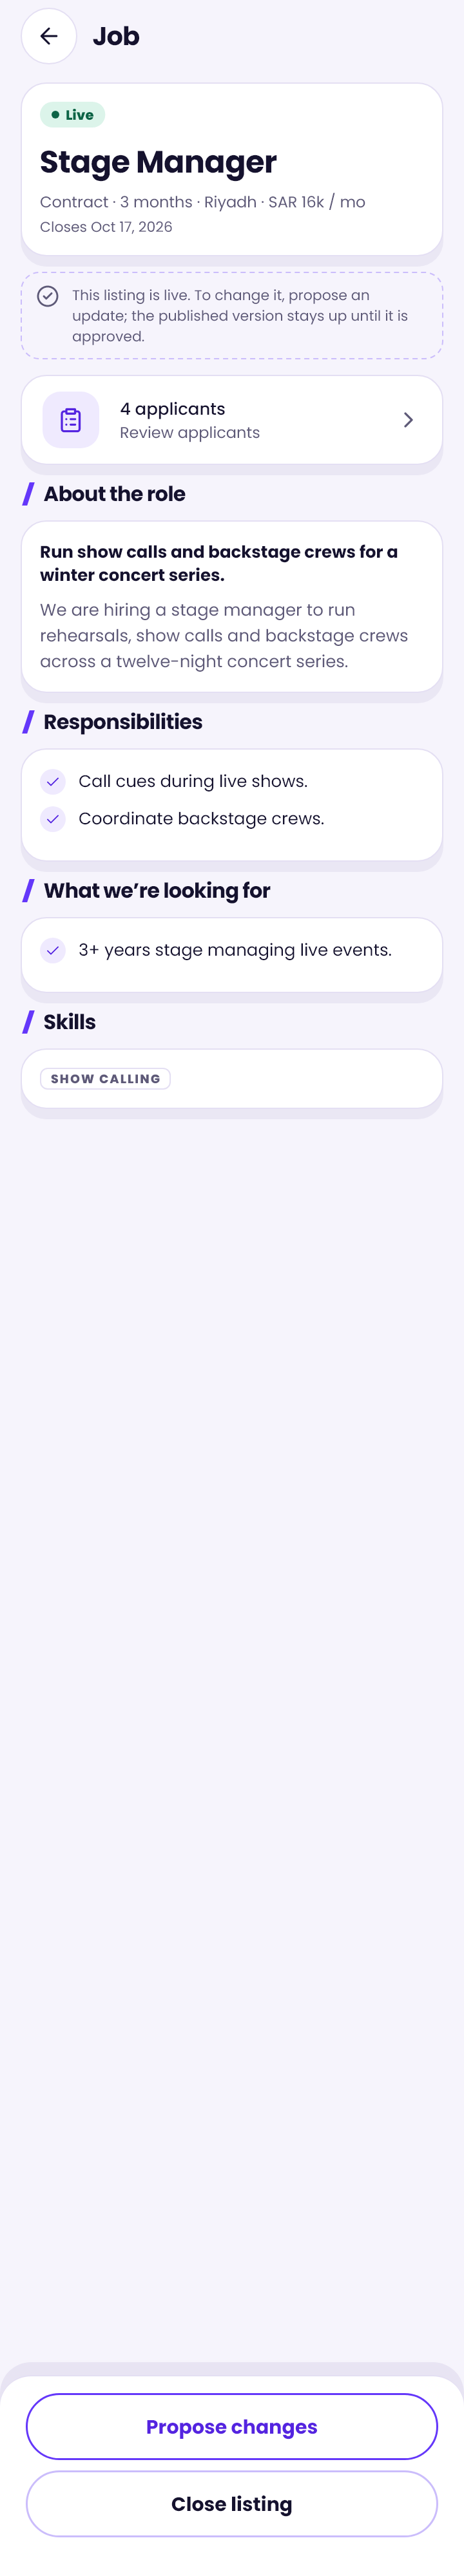 Job
Live
Stage Manager
Contract · 3 months · Riyadh · SAR 16k / mo
Closes Oct 17, 2026
This listing is live. To change it, propose an
update; the published version stays up until it is
approved.
4 applicants
Review applicants
About the role
Run show calls and backstage crews for a
winter concert series.
We are hiring a stage manager to run
rehearsals, show calls and backstage crews
across a twelve-night concert series.
Responsibilities
Call cues during live shows.
Coordinate backstage crews.
What we’re looking for
3+ years stage managing live events.
Skills
SHOW CALLING
Propose changes
Close listing